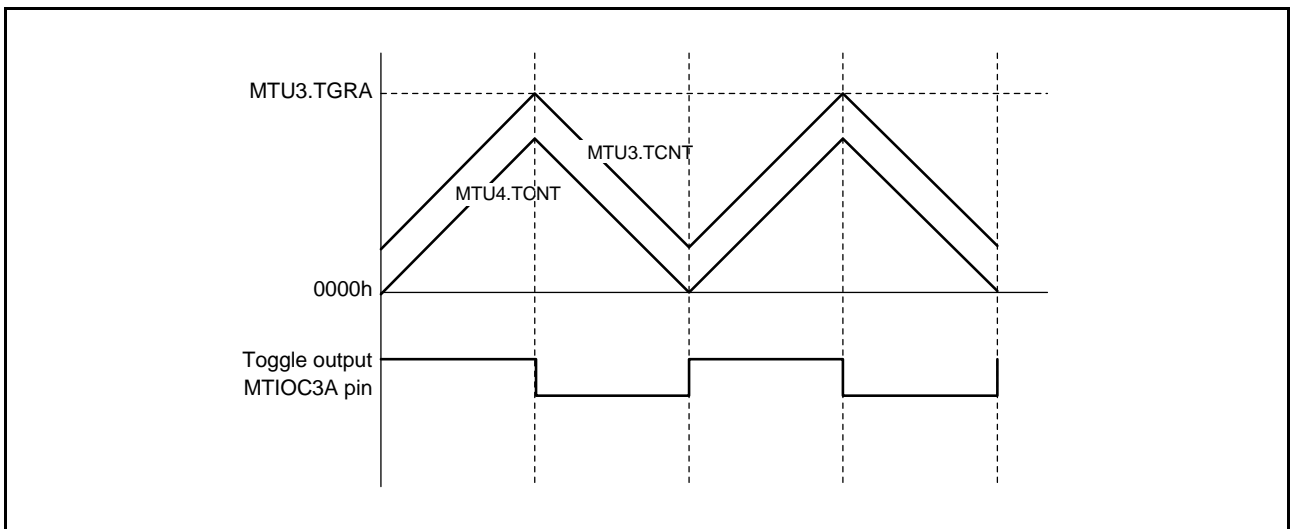 MTU3.TGRA
MTU3.TCNT
MTU4.TCNT
0000h
Toggle output
MTIOC3A pin